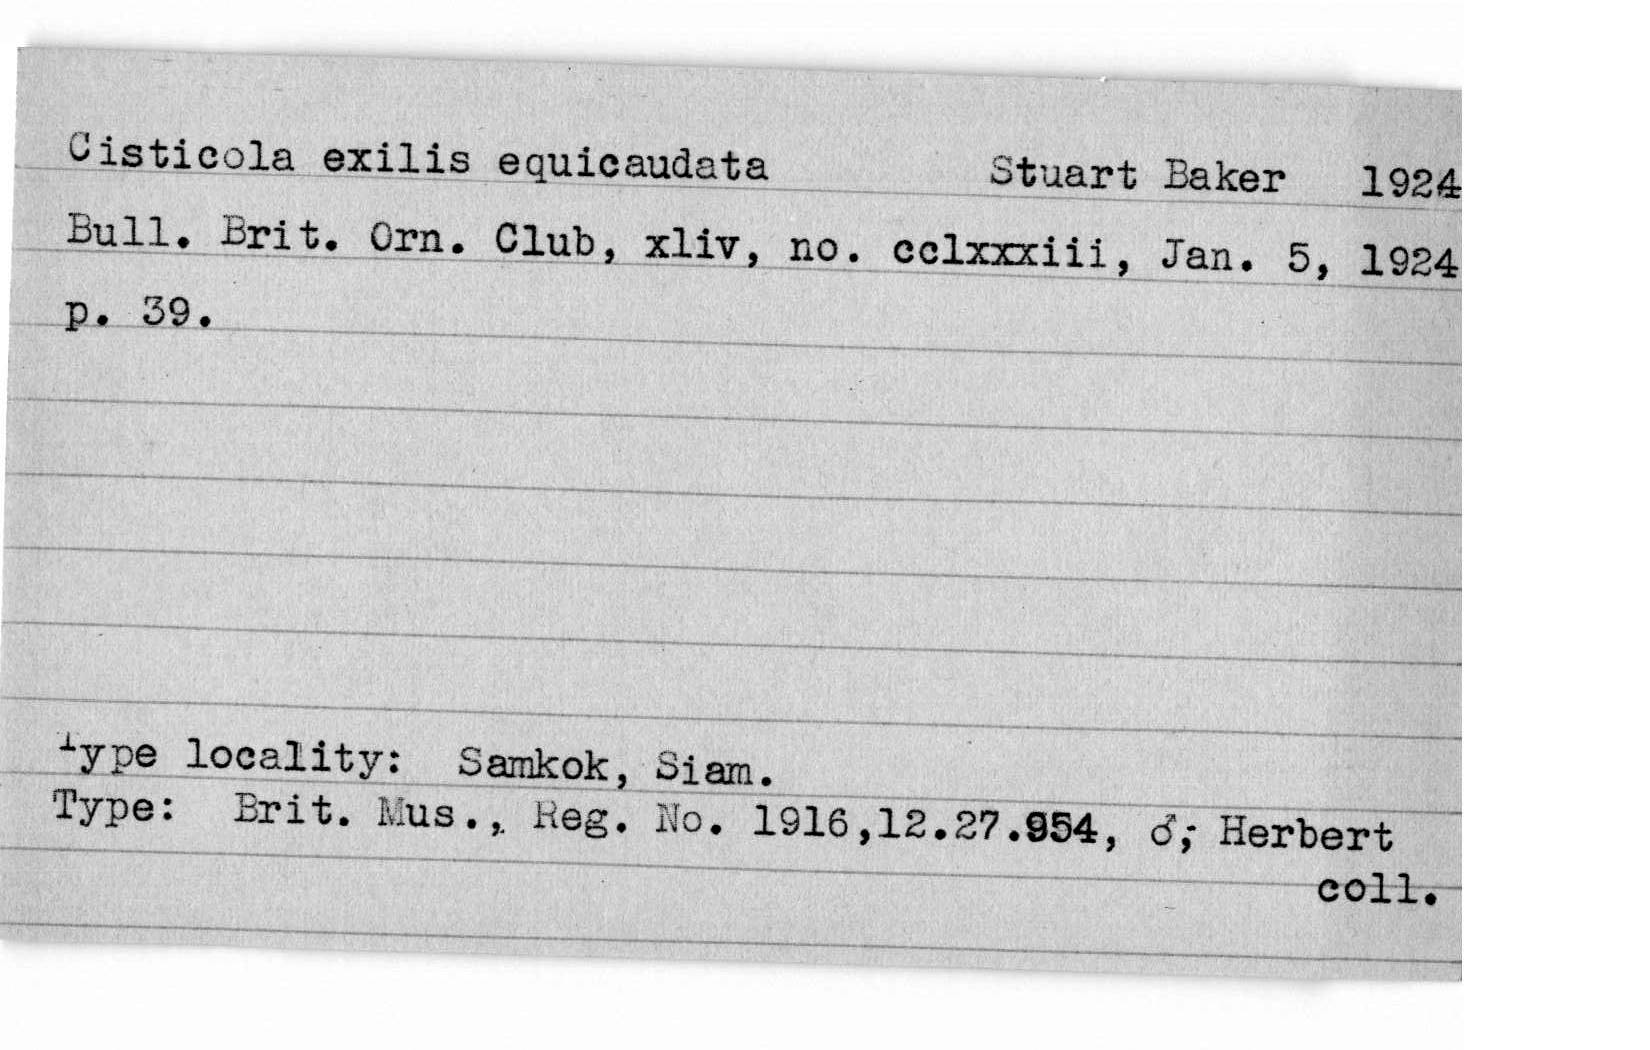 Cisticola exilis equicaudata Stuart Baker 1924
Bull. Brit. Orn. Club, xliv, no. cclxxxiii, Jan. 5, 1924
p. 39.
Type locality: Samkok, Siam.
Type: Brit. Mus., Reg. No. 1916,12.27.954, ♂; Herbert
coll.